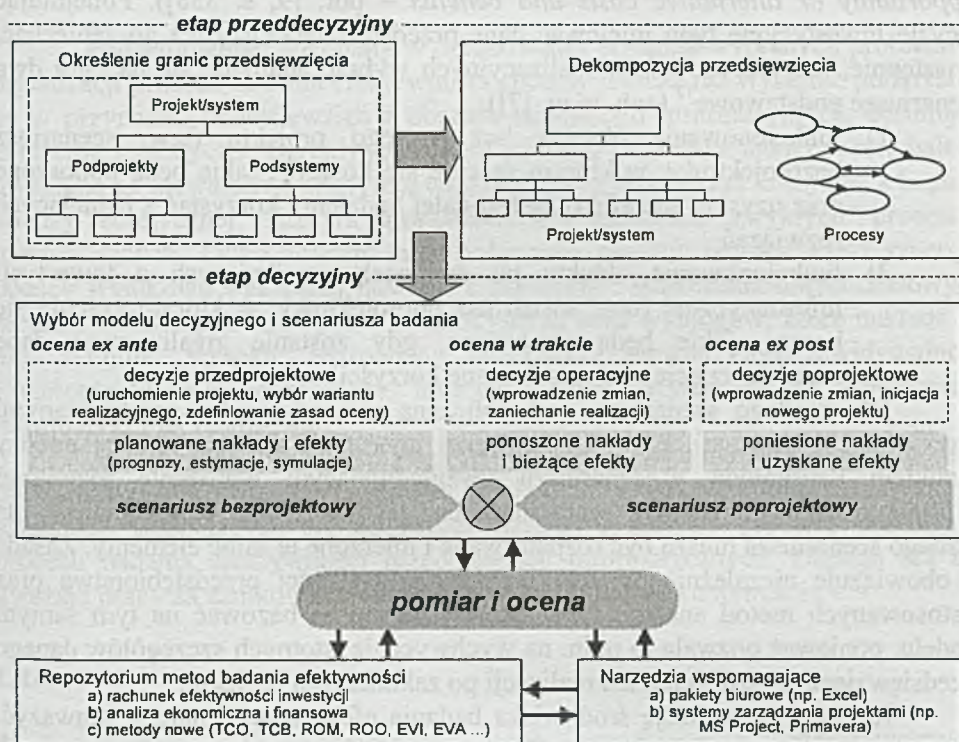 etap przeddecyzyjny
Określenie granic przedsięwzięcia
Projekt/system
Podprojekty
Podsystemy
Dekompozycja przedsięwzięcia
Projekt/system
Procesy
etap decyzyjny
Wybór modelu decyzyjnego i scenariusza badania
ocena ex ante
decyzje przedprojektowe
(uruchomienie projektu, wybór wariantu
realizacyjnego, zdefiniowanie zasad oceny)
planowane nakłady i efekty
(prognozy, estymacje, symulacje)
ocena w trakcie
decyzje operacyjne
(wprowadzenie zmian,
zaniechanie realizacji)
ponoszone nakłady
i bieżące efekty
ocena ex post
decyzje poprojektowe
(wprowadzenie zmian, inicjacja
nowego projektu)
poniesione nakłady
i uzyskane efekty
scenariusz bezprojektowy
scenariusz poprojektowy
pomiar i ocena
Repozytorium metod badania efektywności
a) rachunek efektywności inwestycji
b) analiza ekonomiczna i finansowa
c) metody nowe (TCO, TCB, ROM, ROO, EVI, EVA ...)
Narzędzia wspomagające
a) pakiety biurowe (np. Excel)
b) systemy zarządzania projektami (np.
MS Project, Primavera)